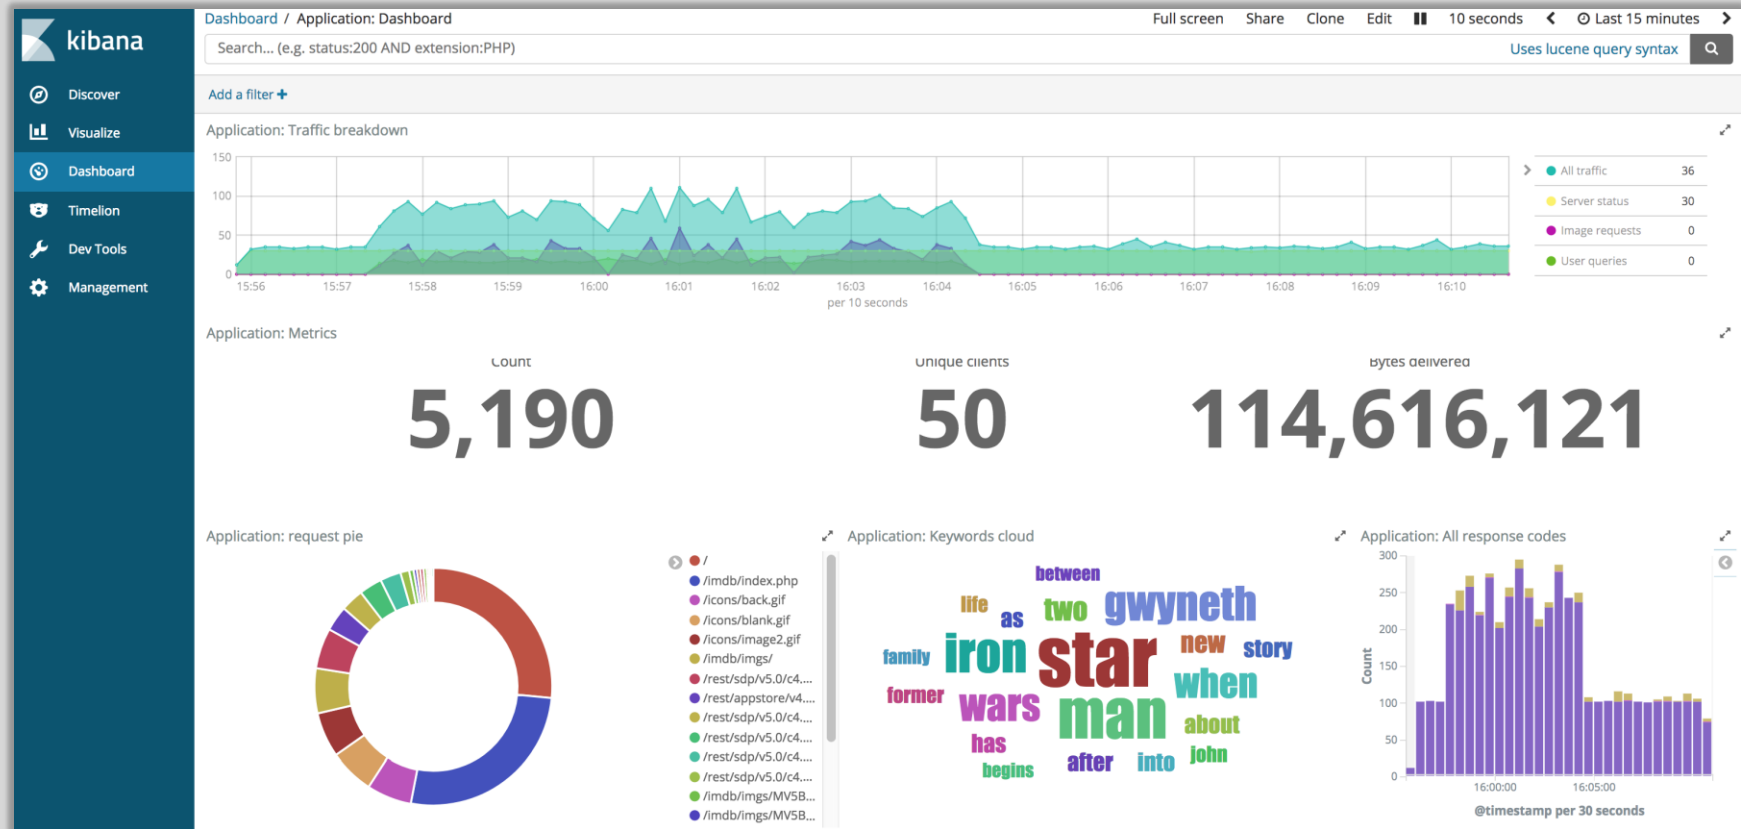 kibana
Discover
Visualize
Dashboard
Timelion
Dev Tools
Management
Dashboard / Application: Dashboard
Full screen Share Clone Edit 10 seconds Last 15 minutes
Search... (e.g. status:200 AND extension:PHP)
Uses lucene query syntax
Add a filter +
Application: Traffic breakdown
150
100
50
0
15:56 15:57 15:58 15:59 16:00 16:01 16:02 16:03 16:04 16:05 16:06 16:07 16:08 16:09 16:10
per 10 seconds
All traffic 36
Server status 30
Image requests 0
User queries 0
Application: Metrics
Count
5,190
Unique clients
50
Bytes delivered
114,616,121
Application: request pie
/
/imdb/index.php
/icons/back.gif
/icons/blank.gif
/icons/image2.gif
/imdb/imgs/
/rest/sdp/v5.0/c4....
/rest/appstore/v4....
/rest/sdp/v5.0/c4....
/rest/sdp/v5.0/c4....
/rest/sdp/v5.0/c4....
/rest/sdp/v5.0/c4....
/imdb/imgs/MV5B...
/imdb/imgs/MV5B...
Application: Keywords cloud
between
life as two gwyneth
family iron star new story
former wars man when
about
has
begins after into john
Application: All response codes
300
250
200
150
100
50
0
Count
16:00:00 16:05:00
@timestamp per 30 seconds